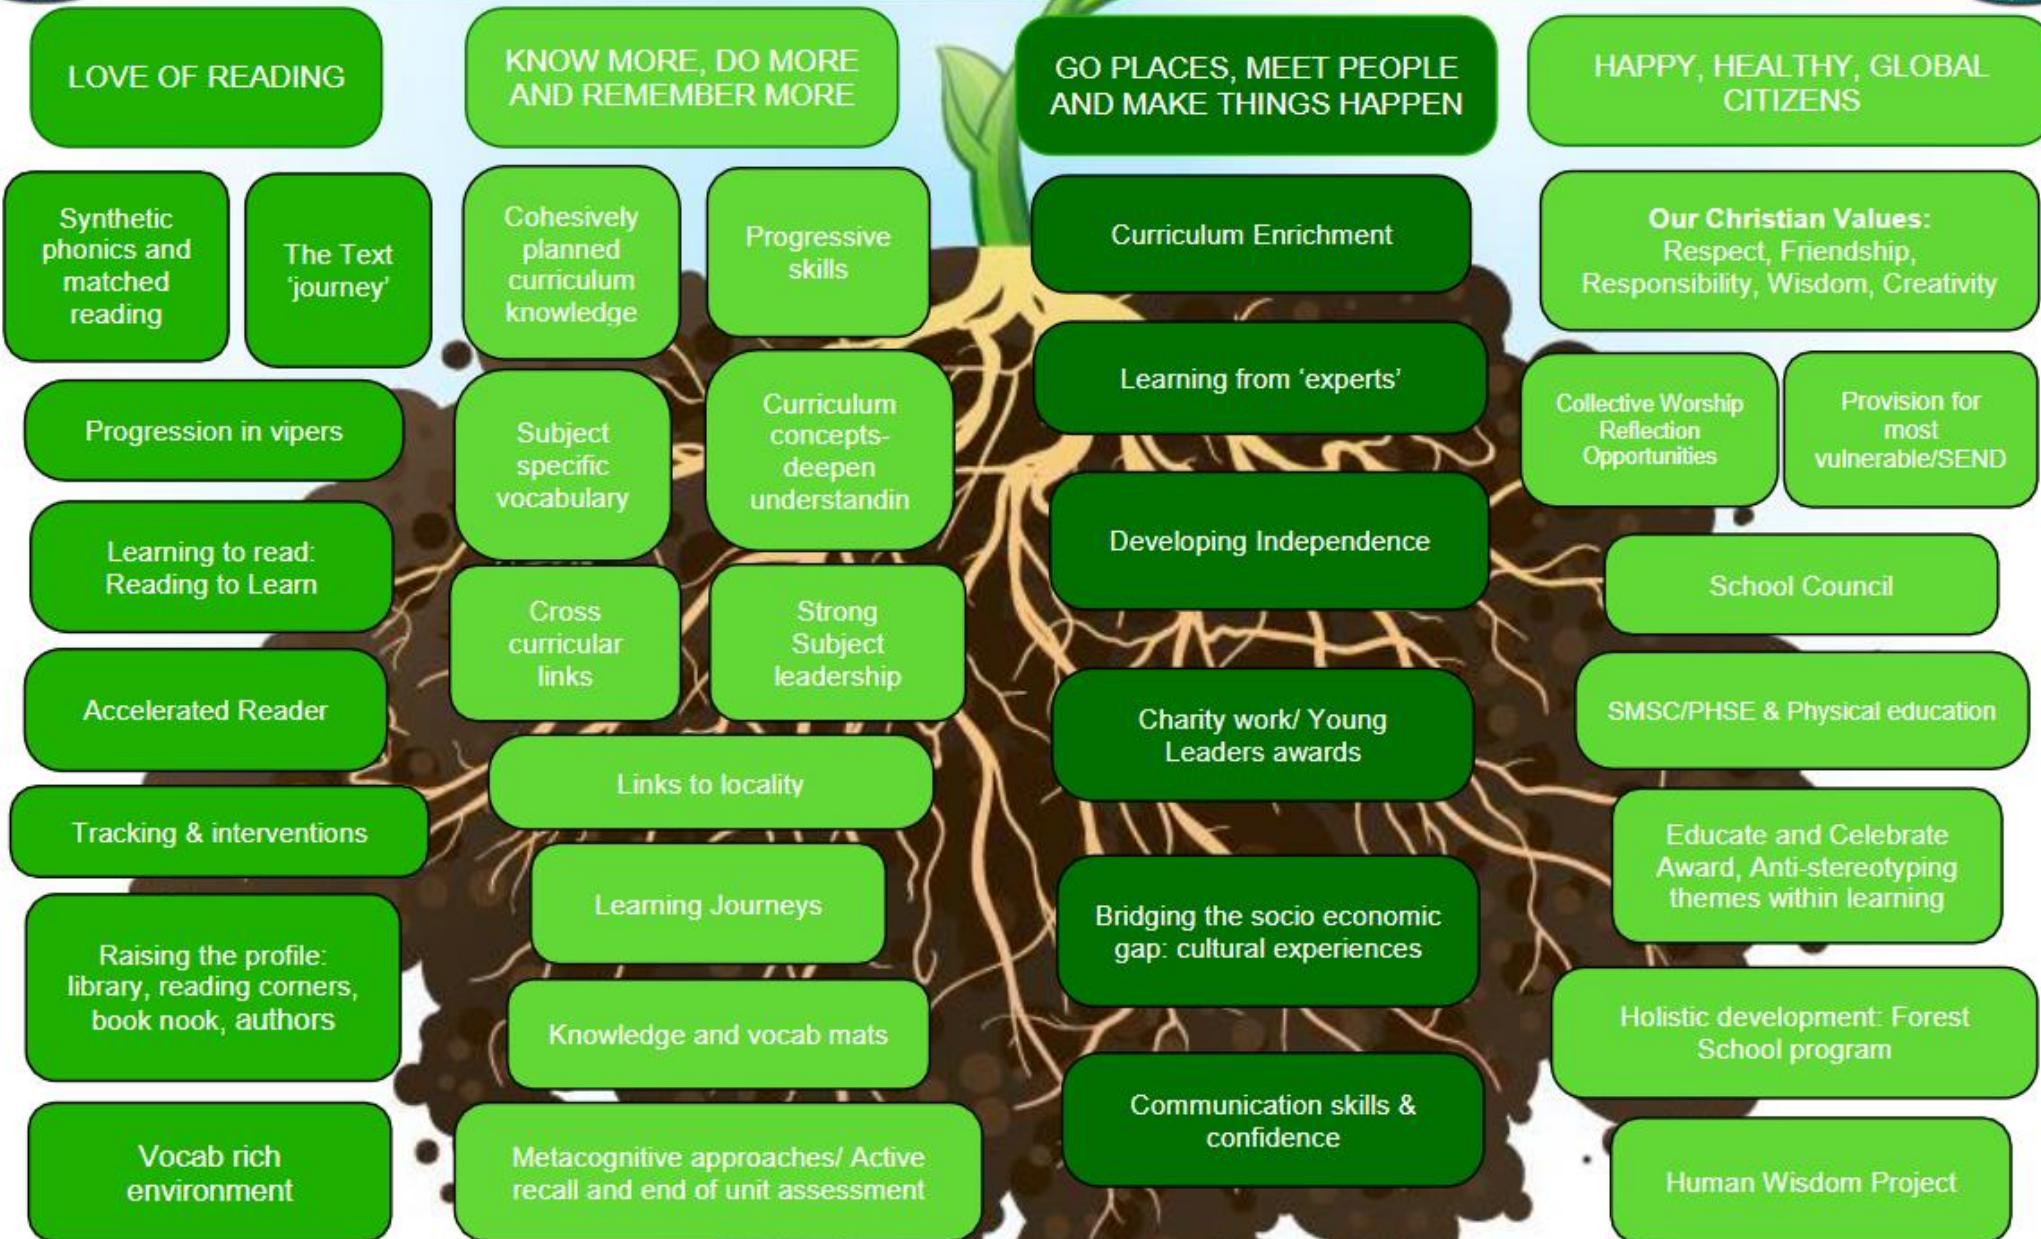 LOVE OF READING
Synthetic
phonics and
matched
reading
The Text
‘journey’
Progression in vipers
Learning to read:
Reading to Learn
Accelerated Reader
Tracking & interventions
Raising the profile:
library, reading corners,
book nook, authors
Vocab rich
environment
KNOW MORE, DO MORE
AND REMEMBER MORE
Cohesively
planned
curriculum
knowledge
Progressive
skills
Subject
specific
vocabulary
Curriculum
concepts-
deepen
understandin
Cross
curricular
links
Strong
Subject
leadership
Links to locality
Learning Journeys
Knowledge and vocab mats
Metacognitive approaches/ Active
recall and end of unit assessment
GO PLACES, MEET PEOPLE
AND MAKE THINGS HAPPEN
Curriculum Enrichment
Learning from ‘experts’
Developing Independence
Charity work/ Young
Leaders awards
Bridging the socio economic
gap: cultural experiences
Communication skills &
confidence
HAPPY, HEALTHY, GLOBAL
CITIZENS
Our Christian Values:
Respect, Friendship,
Responsibility, Wisdom, Creativity
Collective Worship
Reflection
Opportunities
Provision for
most
vulnerable/SEND
School Council
SMSC/PHSE & Physical education
Educate and Celebrate
Award, Anti-stereotyping
themes within learning
Holistic development: Forest
School program
Human Wisdom Project